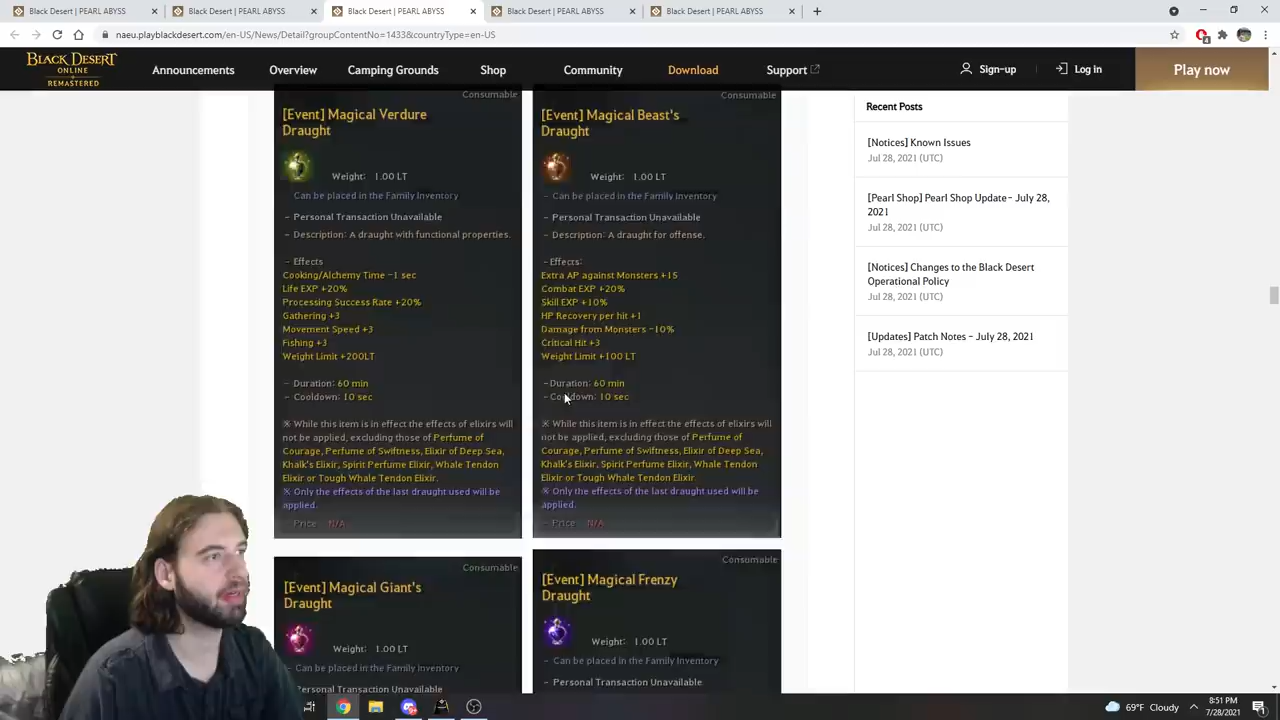 Black Desert | PEARL ABYSS
Black Desert | PEARL ABYSS
Black Desert | PEARL ABYSS
Black Desert | PEARL ABYSS
Black Desert | PEARL ABYSS
naeu.playblackdesert.com/en-US/News/Detail?groupContentNo=1433&countryType=en-US
BLACK DESERT
ONLINE
REMASTERED
Announcements
Overview
Camping Grounds
Shop
Community
Download
Support
Sign-up
Log in
Play now
Consumable
[Event] Magical Verdure
Draught
Weight: 1.00 LT
Can be placed in the Family Inventory
- Personal Transaction Unavailable
- Description: A draught with functional properties.
- Effects
Cooking/Alchemy Time -1 sec
Life EXP +20%
Processing Success Rate +20%
Gathering +3
Movement Speed +3
Fishing +3
Weight Limit +200LT
- Duration: 60 min
- Cooldown: 10 sec
※ While this item is in effect the effects of elixirs will
not be applied, excluding those of Perfume of
Courage, Perfume of Swiftness, Elixir of Deep Sea,
Khalk's Elixir, Spirit Perfume Elixir, Whale Tendon
Elixir or Tough Whale Tendon Elixir.
※ Only the effects of the last draught used will be
applied.
Price N/A
Consumable
[Event] Magical Beast's
Draught
Weight: 1.00 LT
- Can be placed in the Family Inventory
- Personal Transaction Unavailable
- Description: A draught for offense.
- Effects:
Extra AP against Monsters +15
Combat EXP +20%
Skill EXP +10%
HP Recovery per hit +1
Damage from Monsters -10%
Critical Hit +3
Weight Limit +100 LT
- Duration: 60 min
- Cooldown: 10 sec
※ While this item is in effect the effects of elixirs will
not be applied, excluding those of Perfume of
Courage, Perfume of Swiftness, Elixir of Deep Sea,
Khalk's Elixir, Spirit Perfume Elixir, Whale Tendon
Elixir or Tough Whale Tendon Elixir
※ Only the effects of the last draught used will be
applied.
- Price N/A
Consumable
[Event] Magical Giant's
Draught
Weight: 1.00 LT
- Can be placed in the Family Inventory
Personal Transaction Unavailable
Consumable
[Event] Magical Frenzy
Draught
Weight: 1.00 LT
- Can be placed in the Family Inventory
- Personal Transaction Unavailable
Recent Posts
[Notices] Known Issues
Jul 28, 2021 (UTC)
[Pearl Shop] Pearl Shop Update - July 28,
2021
Jul 28, 2021 (UTC)
[Notices] Changes to the Black Desert
Operational Policy
Jul 28, 2021 (UTC)
[Updates] Patch Notes - July 28, 2021
Jul 28, 2021 (UTC)
69°F Cloudy
8:51 PM
7/28/2021